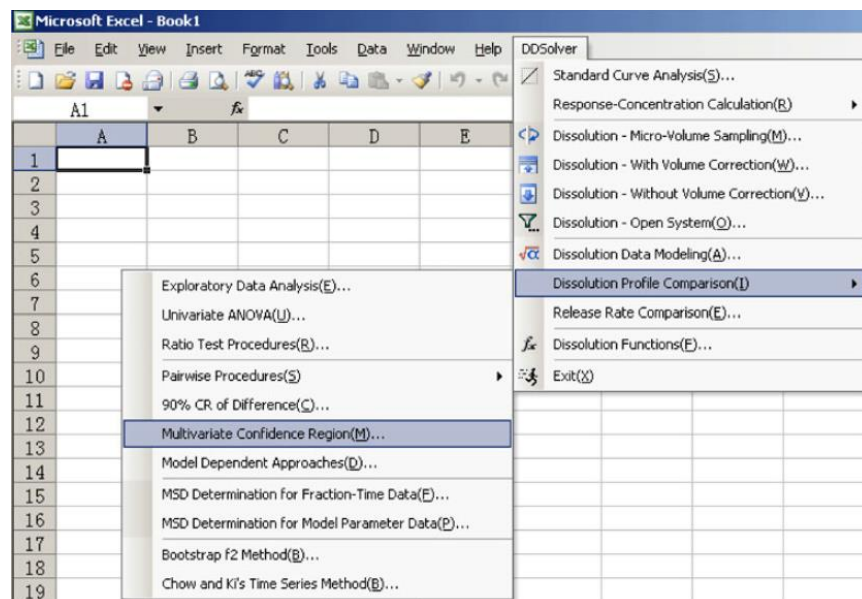 Microsoft Excel - Book1
File Edit View Insert Format Tools Data Window Help DDSolver
A1 fx
A B C D E
1
2
3
4
5
6
7
8
9
10
11
12
13
14
15
16
17
18
19
Standard Curve Analysis(S)...
Response-Concentration Calculation(R)
Dissolution - Micro-Volume Sampling(M)...
Dissolution - With Volume Correction(W)...
Dissolution - Without Volume Correction(V)...
Dissolution - Open System(O)...
√α Dissolution Data Modeling(A)...
Dissolution Profile Comparison(I)
Release Rate Comparison(E)...
fx Dissolution Functions(F)...
Exit(X)
Exploratory Data Analysis(E)...
Univariate ANOVA(U)...
Ratio Test Procedures(R)...
Pairwise Procedures(S)
90% CR of Difference(C)...
Multivariate Confidence Region(M)...
Model Dependent Approaches(D)...
MSD Determination for Fraction-Time Data(F)...
MSD Determination for Model Parameter Data(P)...
Bootstrap f2 Method(B)...
Chow and Ki's Time Series Method(B)...